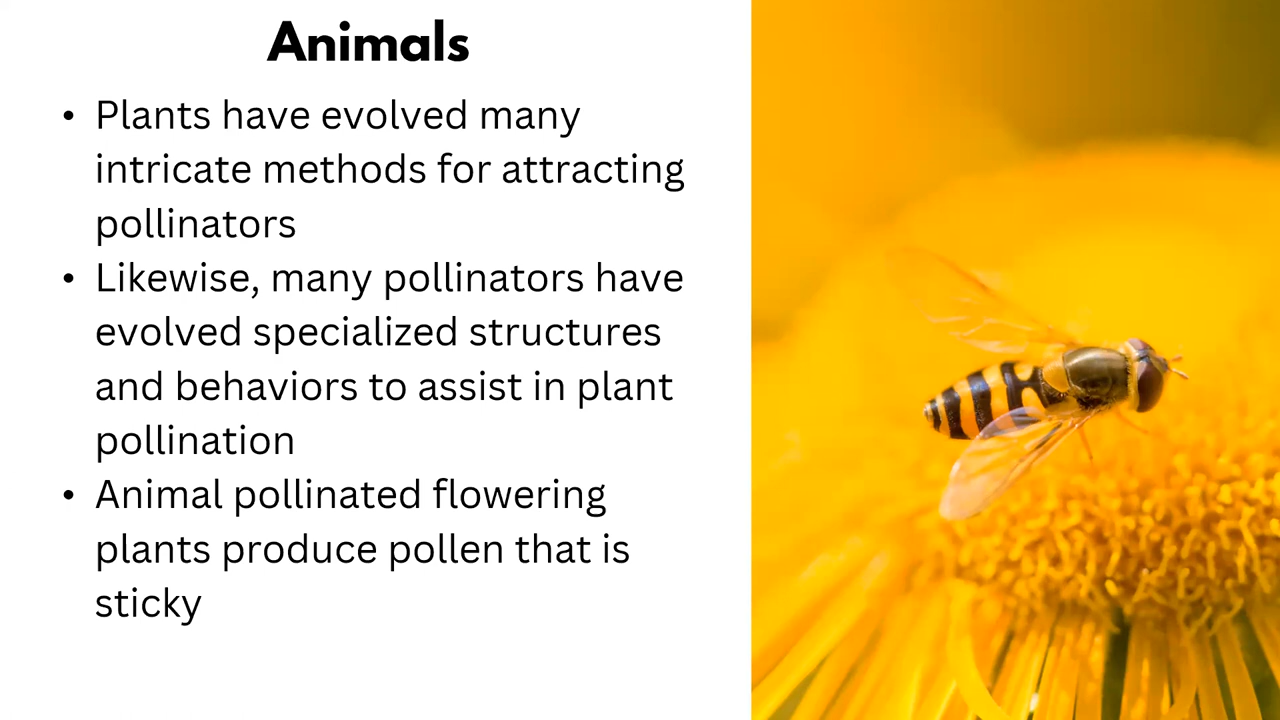 Animals
• Plants have evolved many
intricate methods for attracting
pollinators
• Likewise, many pollinators have
evolved specialized structures
and behaviors to assist in plant
pollination
• Animal pollinated flowering
plants produce pollen that is
sticky